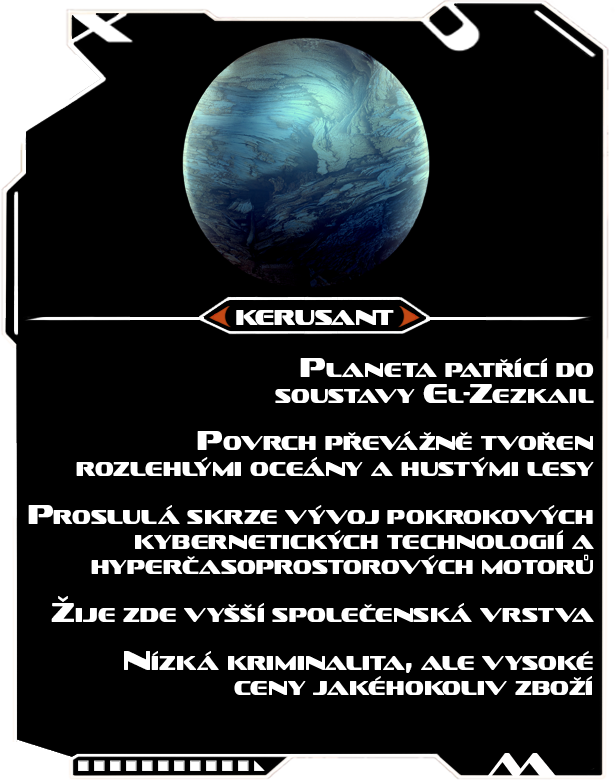 KERUSANT
Planeta patřící do
soustavy El-Zezkail
Povrch převážně tvořen
rozlehlými oceány a hustými lesy
Proslulá skrze vývoj pokrokových
kybernetických technologií a
hyperčasoprostorových motorů
Žije zde vyšší společenská vrstva
Nízká kriminalita, ale vysoké
ceny jakéhokoliv zboží